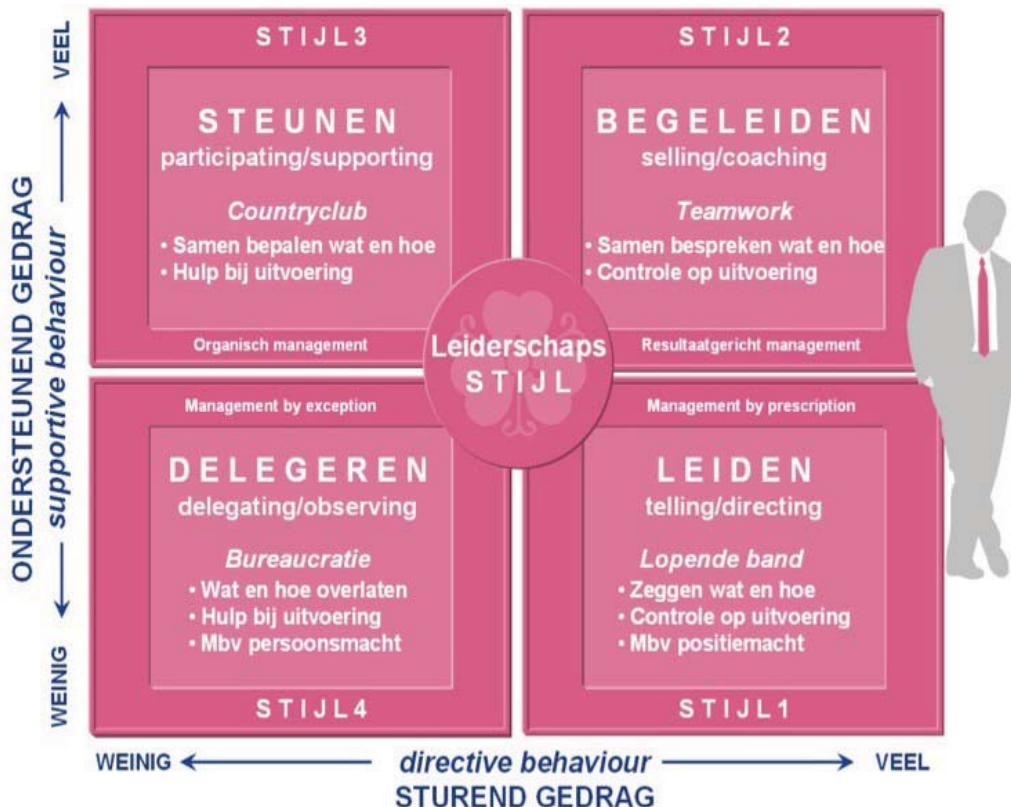 STIJL3
STEUNEN
participating/supporting
Countryclub
• Samen bepalen wat en hoe
• Hulp bij uitvoering
Organisch management
STIJL2
BEGELEIDEN
selling/coaching
Teamwork
• Samen bespreken wat en hoe
• Controle op uitvoering
Resultaatgericht management
Leiderschaps
STIJL
Management by exception
DELEGEREN
delegating/observing
Bureaucratie
• Wat en hoe overlaten
• Hulp bij uitvoering
• Mbv persoonsmacht
STIJL4
Management by prescription
LEIDEN
telling/directing
Lopende band
• Zeggen wat en hoe
• Controle op uitvoering
• Mbv positiemacht
STIJL1
ONDERSTEUNEND GEDRAG
supportive behaviour
VEEL
WEINIG
WEINIG
directive behaviour
VEEL
STUREND GEDRAG